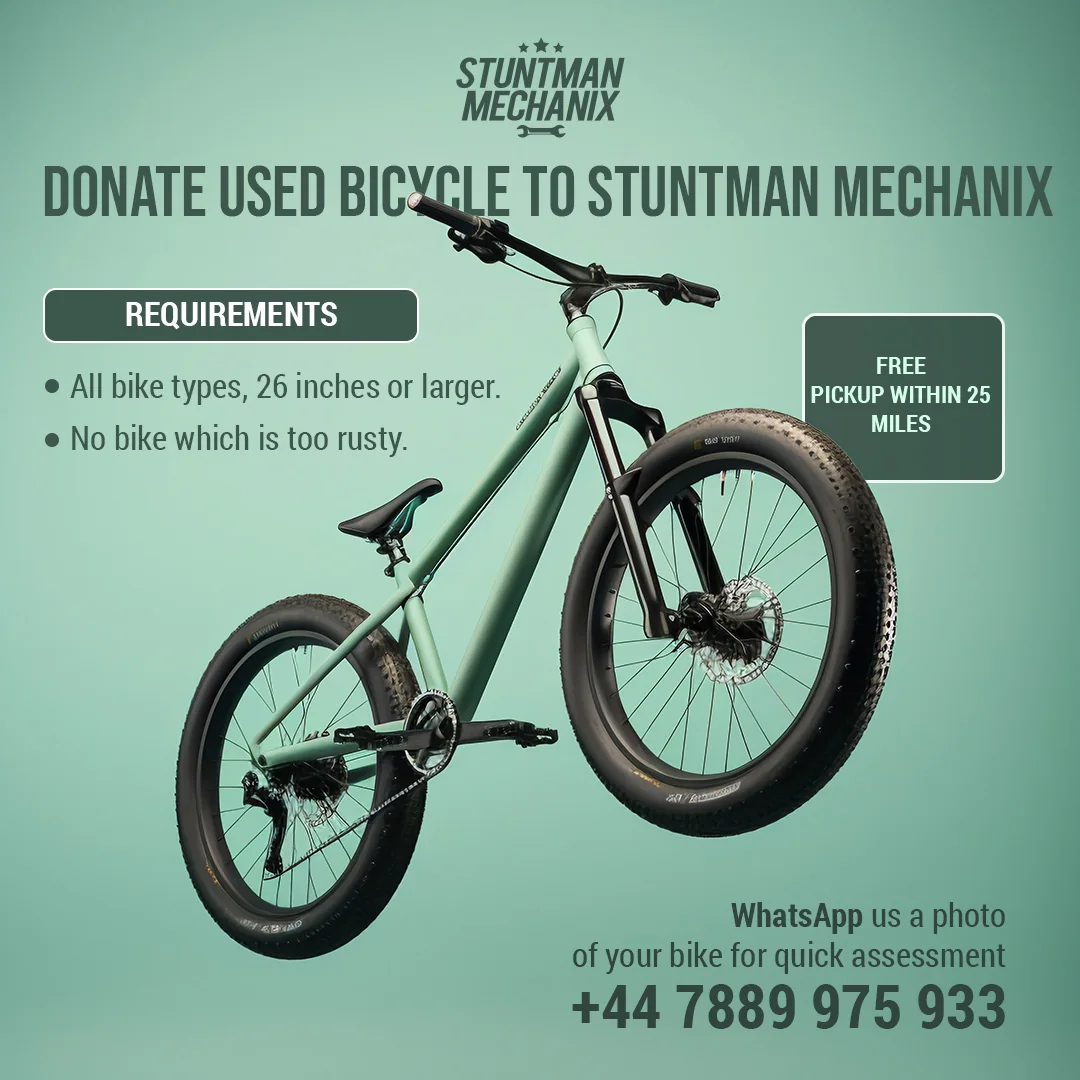 STUNTMAN
MECHANIX
DONATE USED BICYCLE TO STUNTMAN MECHANIX
REQUIREMENTS
• All bike types, 26 inches or larger.
• No bike which is too rusty.
FREE
PICKUP WITHIN 25
MILES
WhatsApp us a photo
of your bike for quick assessment
+44 7889 975 933